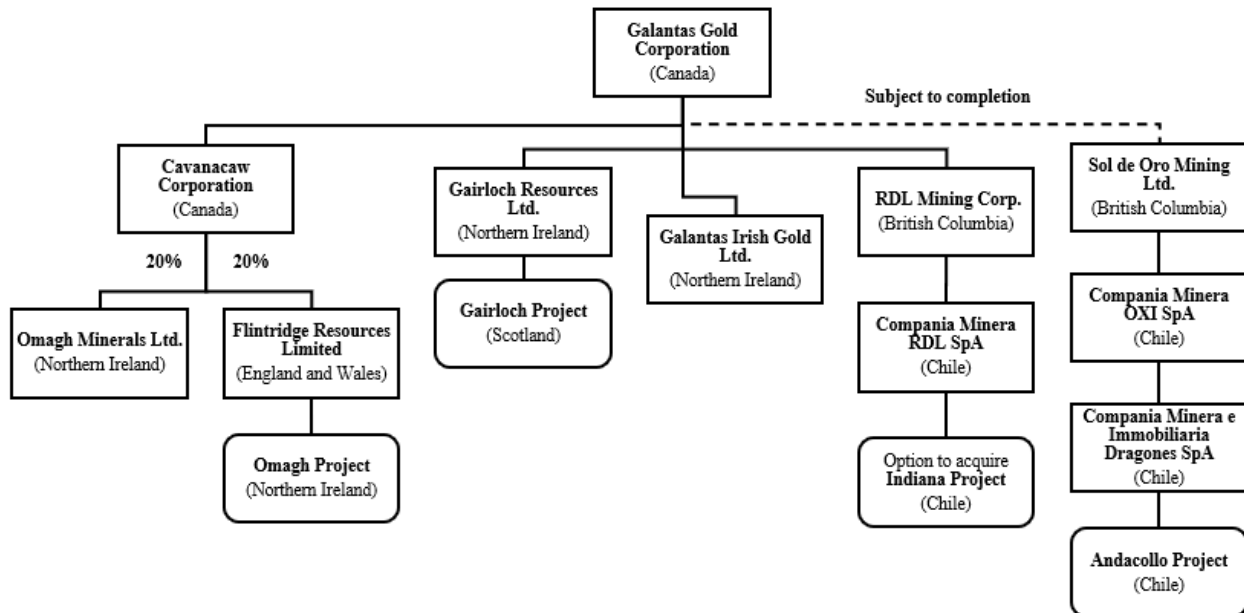 Galantas Gold
Corporation
(Canada)
Subject to completion
Cavanacaw
Corporation
(Canada)
Gairloch Resources
Ltd.
(Northern Ireland)
Galantas Irish Gold
Ltd.
(Northern Ireland)
RDL Mining Corp.
(British Columbia)
Sol de Oro Mining
Ltd.
(British Columbia)
20%
20%
Omagh Minerals Ltd.
(Northern Ireland)
Flintridge Resources
Limited
(England and Wales)
Gairloch Project
(Scotland)
Compania Minera
RDL SpA
(Chile)
Compania Minera
OXI SpA
(Chile)
Omagh Project
(Northern Ireland)
Option to acquire
Indiana Project
(Chile)
Compania Minera e
Immobiliaria
Dragones SpA
(Chile)
Andacollo Project
(Chile)